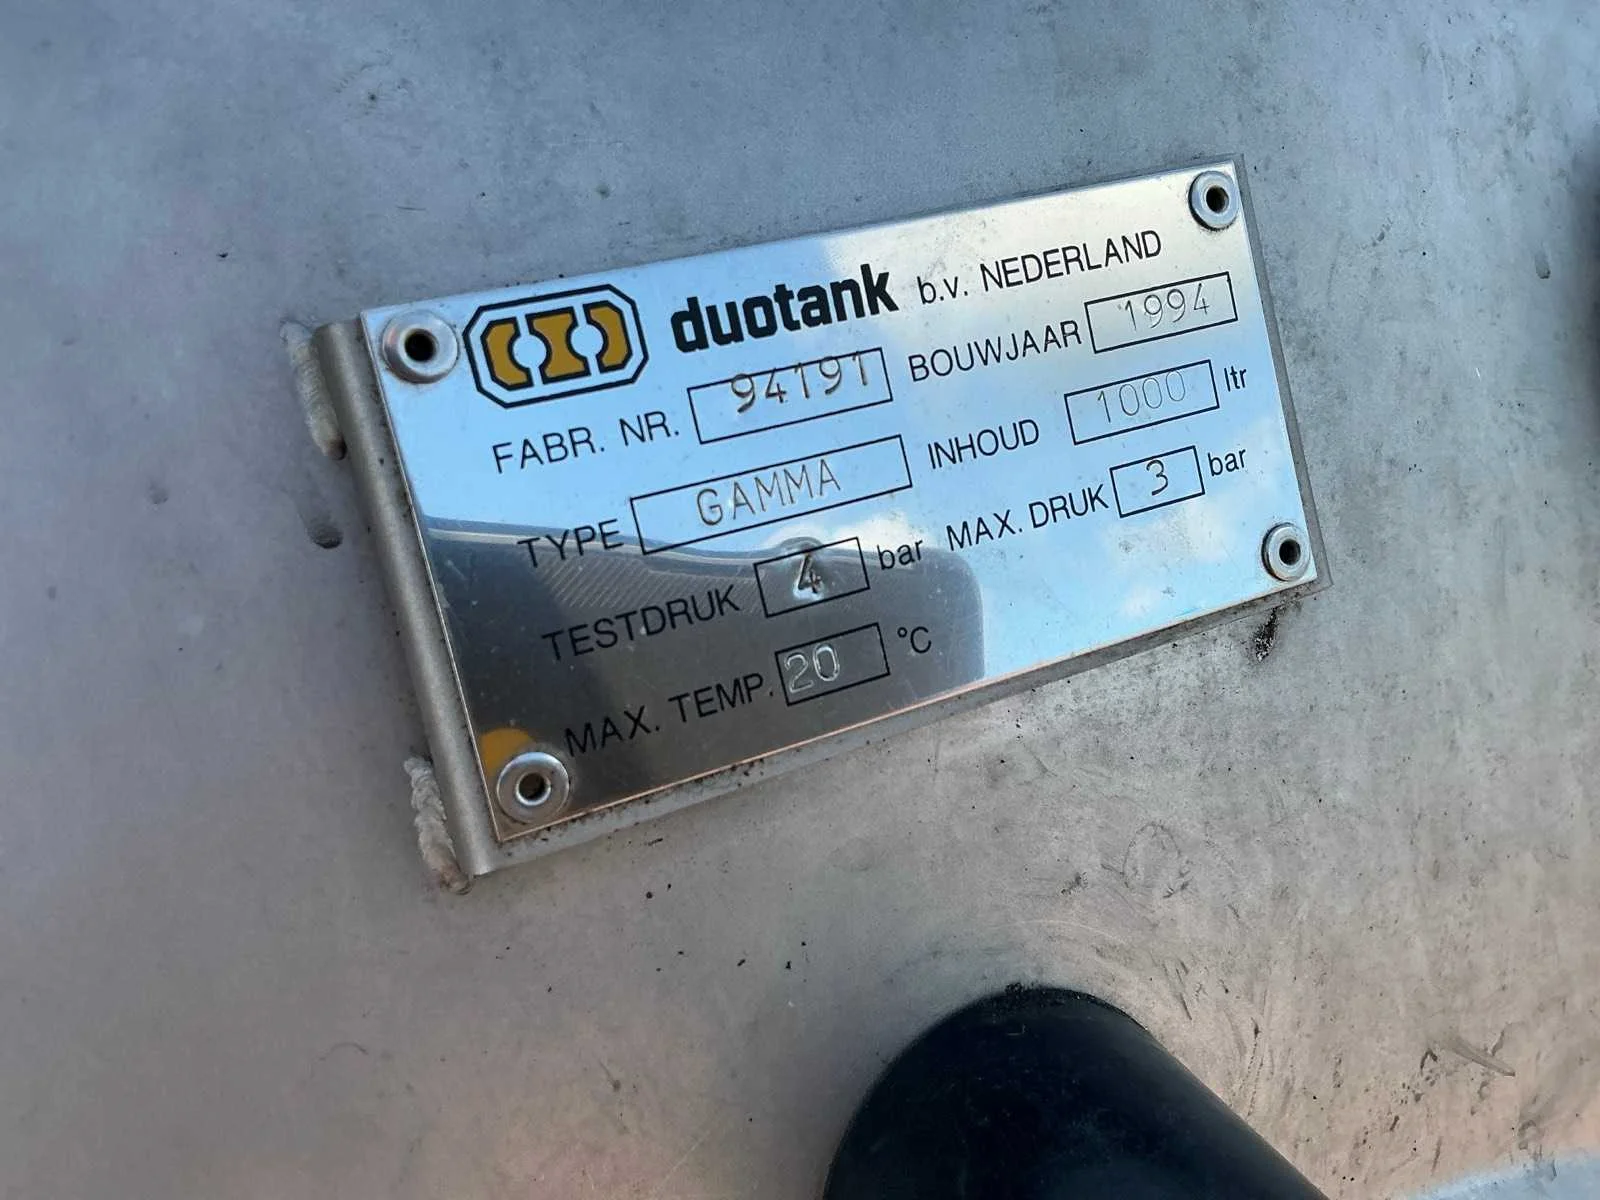 duotank b.v. NEDERLAND
FABR. NR. 94191 BOUWJAAR 1994
TYPE GAMMA INHOUD 1000 ltr
TESTDRUK 4 bar MAX. DRUK 3 bar
MAX. TEMP. 20 °C